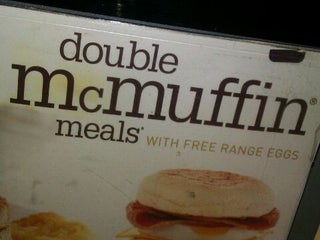 double
mcmuffin®
meals*
WITH FREE RANGE EGGS